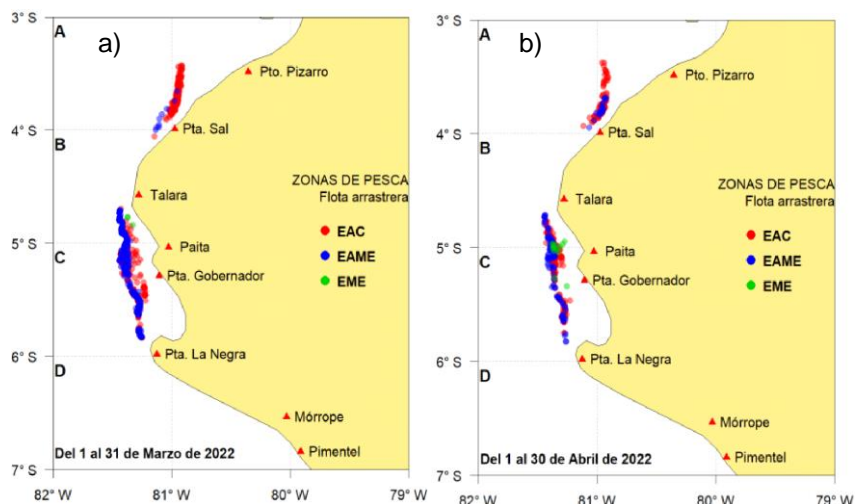 a)
3° S
A
Pto. Pizarro
4° S
Pta. Sal
B
ZONAS DE PESCA
Flota arrastrera
Talara
EAC
5° S
Paita
C
EAME
Pta. Gobernador
EME
6° S
Pta. La Negra
D
Mórrope
Del 1 al 31 de Marzo de 2022
Pimentel
7° S
82°W
81°W
80°W
79°W
b)
3° S
A
Pto. Pizarro
4° S
Pta. Sal
B
ZONAS DE PESCA
Flota arrastrera
Talara
EAC
5° S
Paita
C
EAME
Pta. Gobernador
EME
6° S
Pta. La Negra
D
Mórrope
Del 1 al 30 de Abril de 2022
Pimentel
7° S
82°W
81°W
80°W
79°W